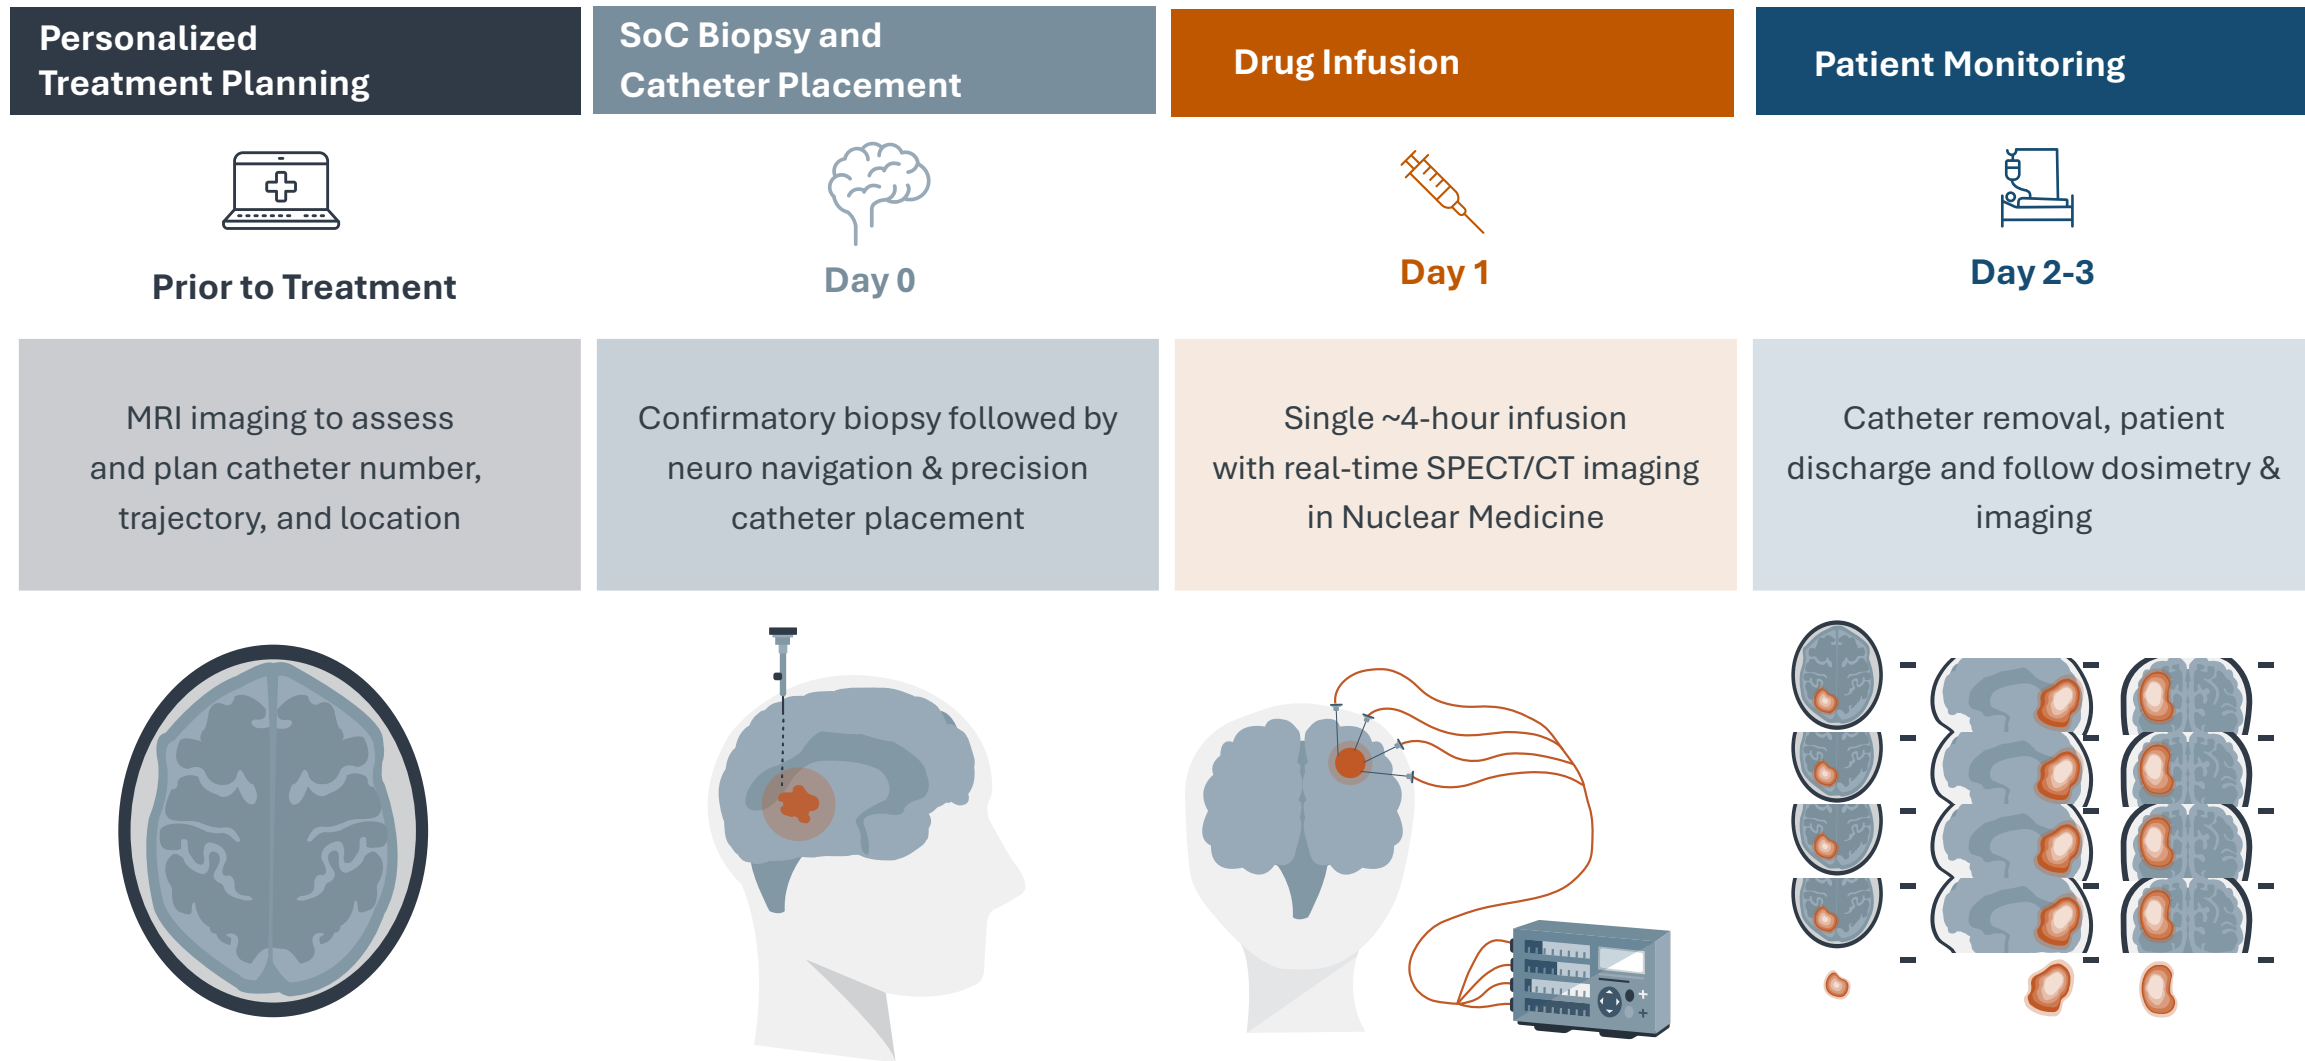 Personalized
Treatment Planning
Prior to Treatment
MRI imaging to assess
and plan catheter number,
trajectory, and location
SoC Biopsy and
Catheter Placement
Day 0
Confirmatory biopsy followed by
neuro navigation & precision
catheter placement
Drug Infusion
Day 1
Single ~4-hour infusion
with real-time SPECT/CT imaging
in Nuclear Medicine
Patient Monitoring
Day 2-3
Catheter removal, patient
discharge and follow dosimetry &
imaging